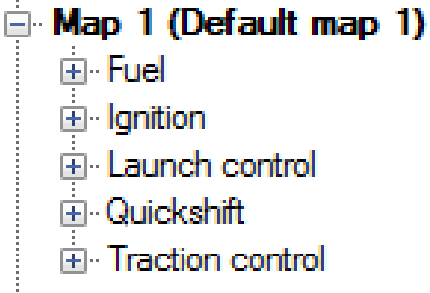 Map 1 (Default map 1)
Fuel
Ignition
Launch control
Quickshift
Traction control